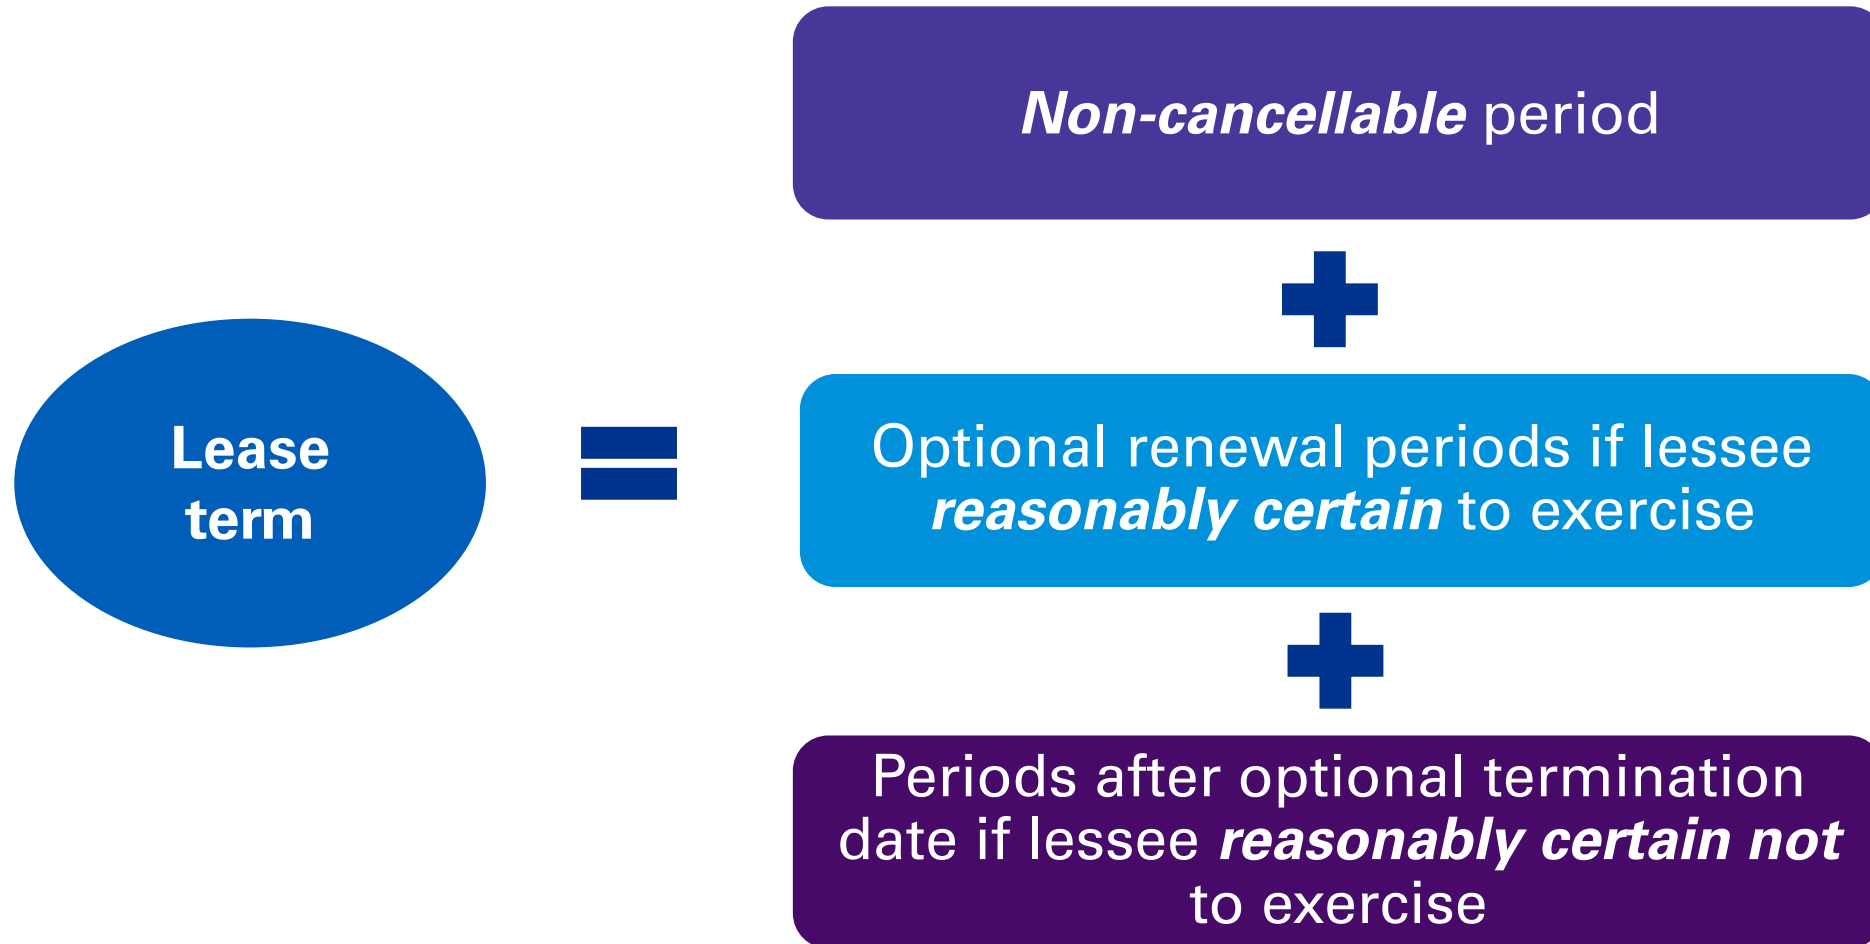 Non-cancellable period
Lease
term
Optional renewal periods if lessee
reasonably certain to exercise
Periods after optional termination
date if lessee reasonably certain not
to exercise